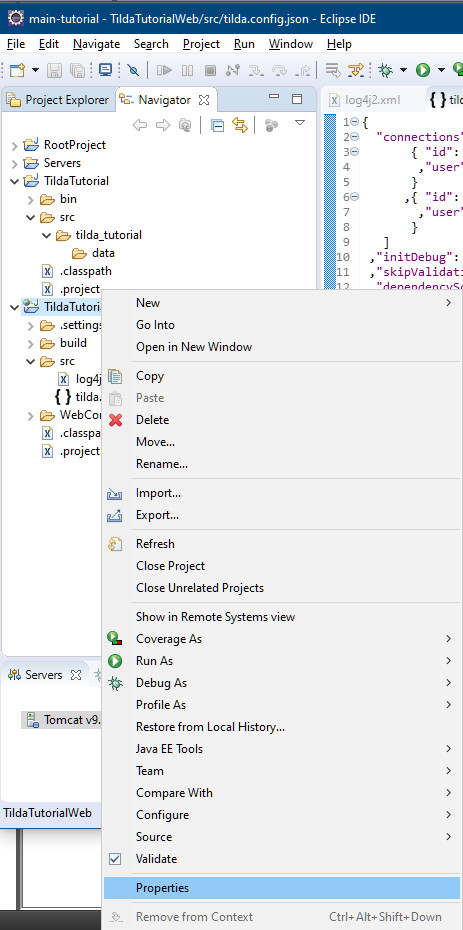 main-tutorial - TildaTutorialWeb/src/tilda.config.json - Eclipse IDE
File Edit Navigate Search Project Run Window Help
Project Explorer Navigator
log4j2.xml
{ } til
RootProject
Servers
TildaTutorial
bin
src
tilda_tutorial
data
.classpath
.project
TildaTutoria
.settings
build
src
log4j
{ } tilda.
WebCon
.classpath
.project
1 {
2 "connections"
3 { "id":
4 ,"user"
5 }
6 ,{ "id":
7 ,"user"
8 }
9 ]
10 ,"initDebug":
11 ,"skipValidati
12 "dependencySc
New
Go Into
Open in New Window
Copy
Paste
Delete
Move...
Rename...
Import...
Export...
Refresh
Close Project
Close Unrelated Projects
Show in Remote Systems view
Coverage As
Run As
Debug As
Profile As
Restore from Local History...
Java EE Tools
Team
Compare With
Configure
Source
Validate
Properties
Remove from Context Ctrl+Alt+Shift+Down
Servers
Tomcat v9.
TildaTutorialWeb